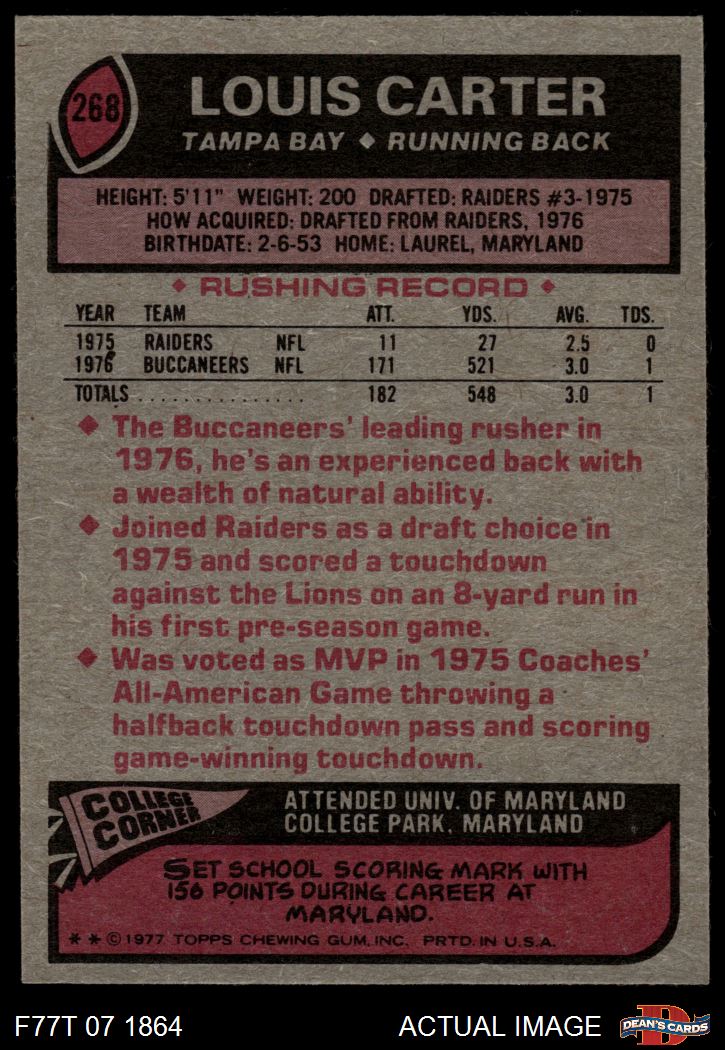 268
LOUIS CARTER
TAMPA BAY ◆ RUNNING BACK
HEIGHT: 5'11" WEIGHT: 200 DRAFTED: RAIDERS #3-1975
HOW ACQUIRED: DRAFTED FROM RAIDERS, 1976
BIRTHDATE: 2-6-53 HOME: LAUREL, MARYLAND
◆ RUSHING RECORD ◆
YEAR TEAM ATT. YDS. AVG. TDS.
1975 RAIDERS NFL 11 27 2.5 0
1976 BUCCANEERS NFL 171 521 3.0 1
TOTALS ................ 182 548 3.0 1
◆ The Buccaneers' leading rusher in
1976, he's an experienced back with
a wealth of natural ability.
◆ Joined Raiders as a draft choice in
1975 and scored a touchdown
against the Lions on an 8-yard run in
his first pre-season game.
◆ Was voted as MVP in 1975 Coaches'
All-American Game throwing a
halfback touchdown pass and scoring
game-winning touchdown.
COLLEGE
CORNER
ATTENDED UNIV. OF MARYLAND
COLLEGE PARK, MARYLAND
SET SCHOOL SCORING MARK WITH
156 POINTS DURING CAREER AT
MARYLAND.
* * © 1977 TOPPS CHEWING GUM, INC. PRTD. IN U.S.A.
F77T 07 1864 ACTUAL IMAGE
D
DEAN'S CARDS